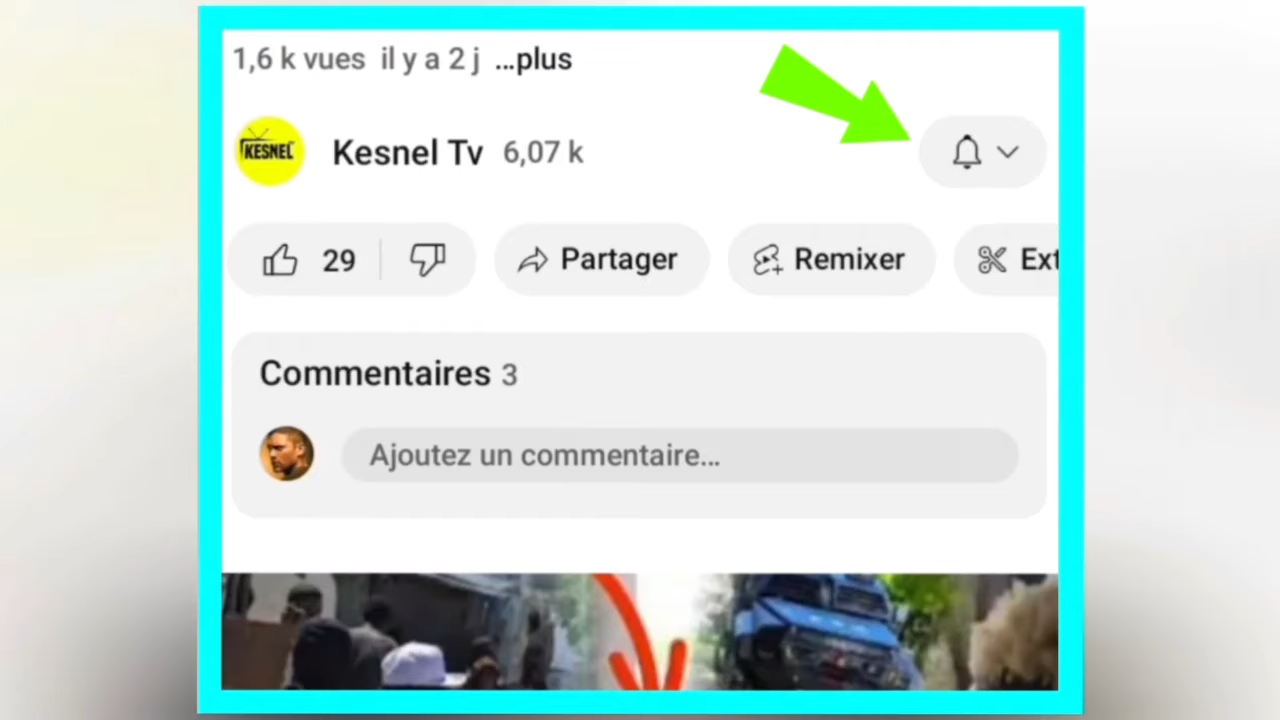 1,6 k vues il y a 2 j ...plus
KESNEL
Kesnel Tv 6,07 k
29
Partager
Remixer
Ext
Commentaires 3
Ajoutez un commentaire...